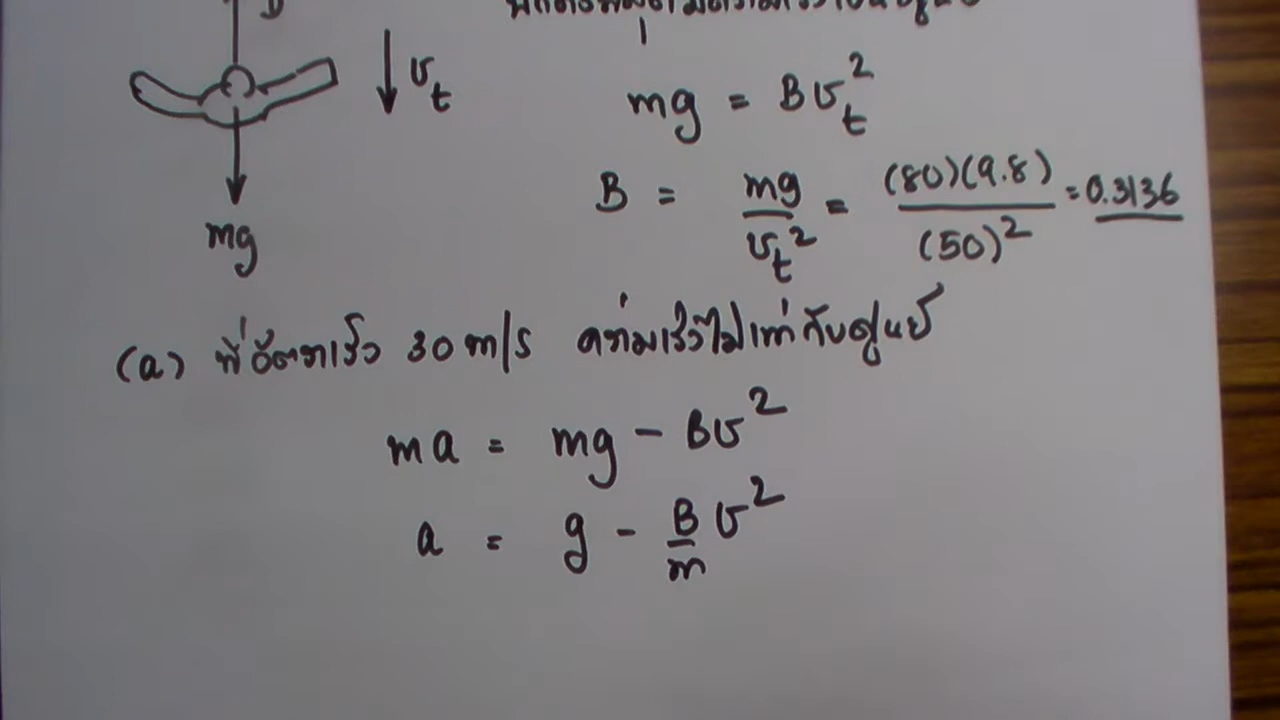 v_t
mg = Bv_t^2
B = mg/v_t^2 = (80)(9.8)/(50)^2 = 0.3136
mg
(a) ที่อัตราเร็ว 30 m/s ความเร็วไม่เท่ากับศูนย์
ma = mg - Bv^2
a = g - B/m v^2